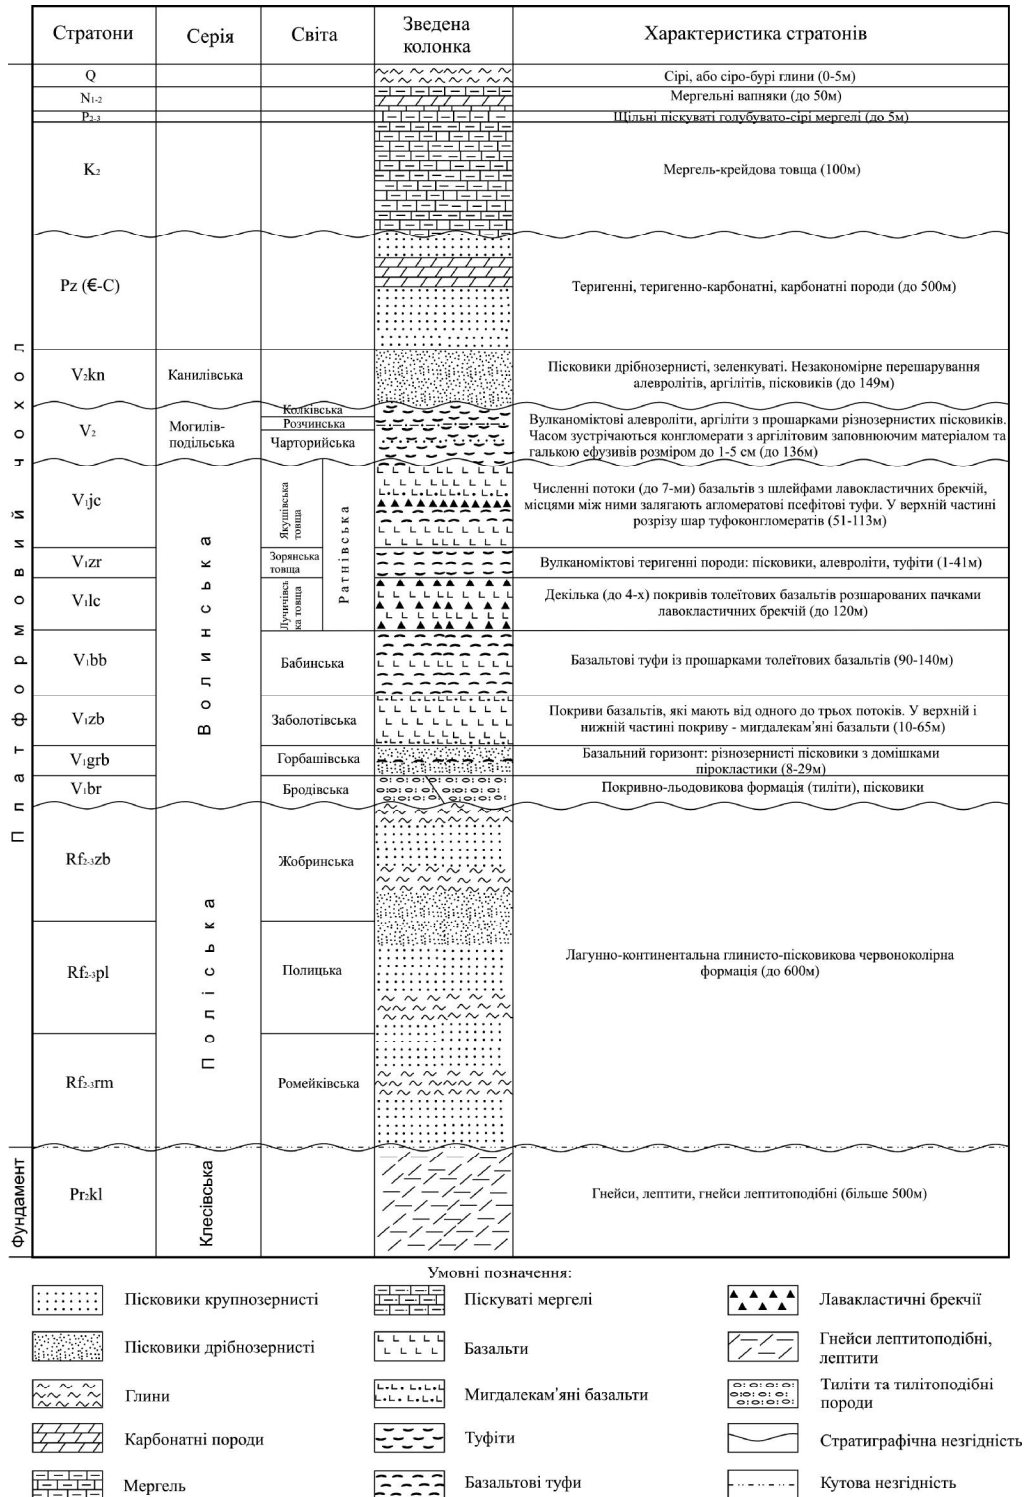 Стратони
Серія
Світа
Зведена
колонка
Характеристика стратонів
Платформовий чохол
Фундамент
Q
Сірі, або сіро-бурі глини (0-5м)
N1-2
Мергельні вапняки (до 50м)
P2-3
Щільні піскуваті голубувато-сірі мергелі (до 5м)
K2
Мергель-крейдова товща (100м)
Pz (Є-C)
Теригенні, теригенно-карбонатні, карбонатні породи (до 500м)
V2kn
Канилівська
Пісковики дрібнозернисті, зеленкуваті. Незакономірне перешарування
алевролітів, аргілітів, пісковиків (до 149м)
V2
Могилів-
подільська
Колківська
Розчинська
Чарторийська
Вулканоміктові алевроліти, аргіліти з прошарками різнозернистих пісковиків.
Часом зустрічаються конгломерати з аргілітовим заповнюючим матеріалом та
галькою ефузивів розміром до 1-5 см (до 136м)
Волинська
Ратнівська
V1jc
Якушівська
товща
Численні потоки (до 7-ми) базальтів з шлейфами лавокластичних брекчій,
місцями між ними залягають агломератові псефітові туфи. У верхній частині
розрізу шар туфоконгломератів (51-113м)
V1zr
Зорянська
товща
Вулканоміктові теригенні породи: пісковики, алевроліти, туфіти (1-41м)
V1lc
Лучичівсь
ка товща
Декілька (до 4-х) покривів толеїтових базальтів розшарованих пачками
лавокластичних брекчій (до 120м)
V1bb
Бабинська
Базальтові туфи із прошарками толеїтових базальтів (90-140м)
V1zb
Заболотівська
Покриви базальтів, які мають від одного до трьох потоків. У верхній і
нижній частині покриву - мигдалекам'яні базальти (10-65м)
V1grb
Горбашівська
Базальний горизонт: різнозернисті пісковики з домішками
пірокластики (8-29м)
V1br
Бродівська
Покривно-льодовикова формація (тиліти), пісковики
Поліська
Rf2-3zb
Жобринська
Rf2-3pl
Полицька
Лагунно-континентальна глинисто-пісковикова червоноколірна
формація (до 600м)
Rf2-3rm
Ромейківська
Pr2kl
Клесівська
Гнейси, лептити, гнейси лептитоподібні (більше 500м)
Умовні позначення:
Пісковики крупнозернисті
Піскуваті мергелі
Лавакластичні брекчії
Пісковики дрібнозернисті
Базальти
Гнейси лептитоподібні,
лептити
Глини
Мигдалекам'яні базальти
Тиліти та тилітоподібні
породи
Карбонатні породи
Туфіти
Стратиграфічна незгідність
Мергель
Базальтові туфи
Кутова незгідність